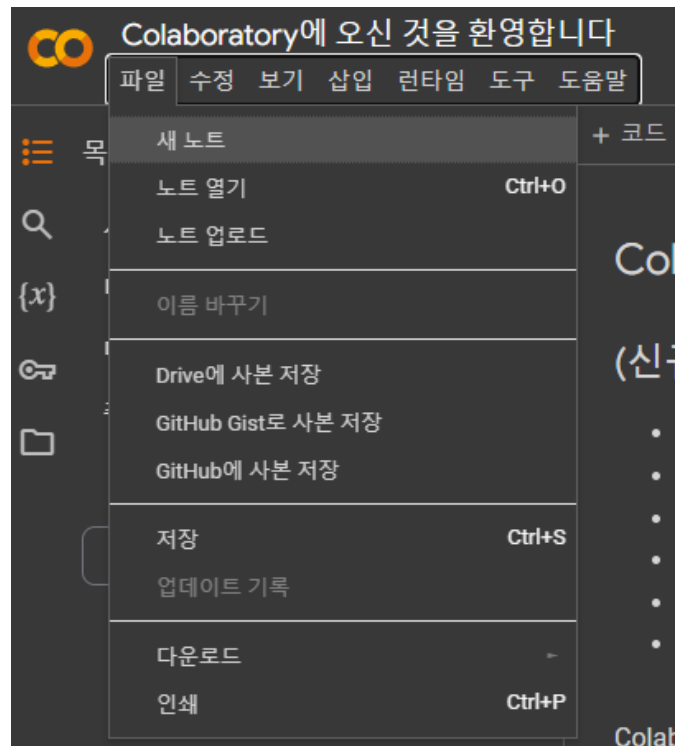 Colaboratory에 오신 것을 환영합니다
파일 수정 보기 삽입 런타임 도구 도움말
+ 코드
목
새 노트
노트 열기 Ctrl+O
노트 업로드
이름 바꾸기
Drive에 사본 저장
GitHub Gist로 사본 저장
GitHub에 사본 저장
저장 Ctrl+S
업데이트 기록
다운로드
인쇄 Ctrl+P
{x}
Col
(신규
Colab